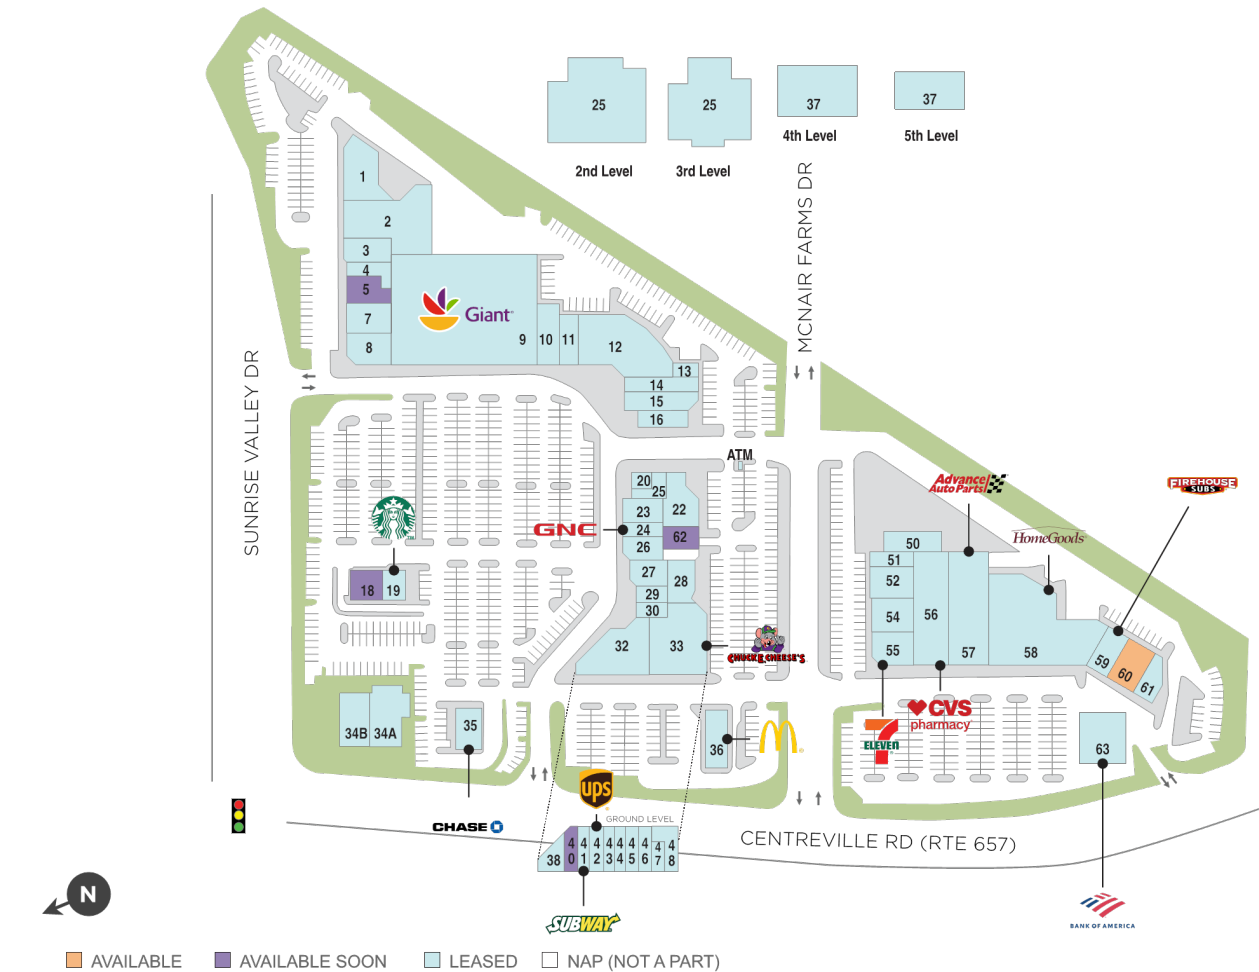 25
25
37
37
2nd Level
3rd Level
4th Level
5th Level
MCNAIR FARMS DR
SUNRISE VALLEY DR
1
2
3
4
5
7
8
Giant
9
10
11
12
13
14
15
16
ATM
20
25
22
23
24
26
62
GNC
27
28
29
30
32
33
CHUCK E. CHEESE'S
18
19
34B
34A
35
36
CHASE
ups
GROUND LEVEL
38
40
41
42
43
44
45
46
47
48
SUBWAY
Advance
Auto Parts
HomeGoods
FIREHOUSE
SUBS
50
51
52
54
55
56
57
58
59
60
61
63
7
ELEVEN
CVS
pharmacy
CENTREVILLE RD (RTE 657)
BANK OF AMERICA
N
AVAILABLE
AVAILABLE SOON
LEASED
NAP (NOT A PART)